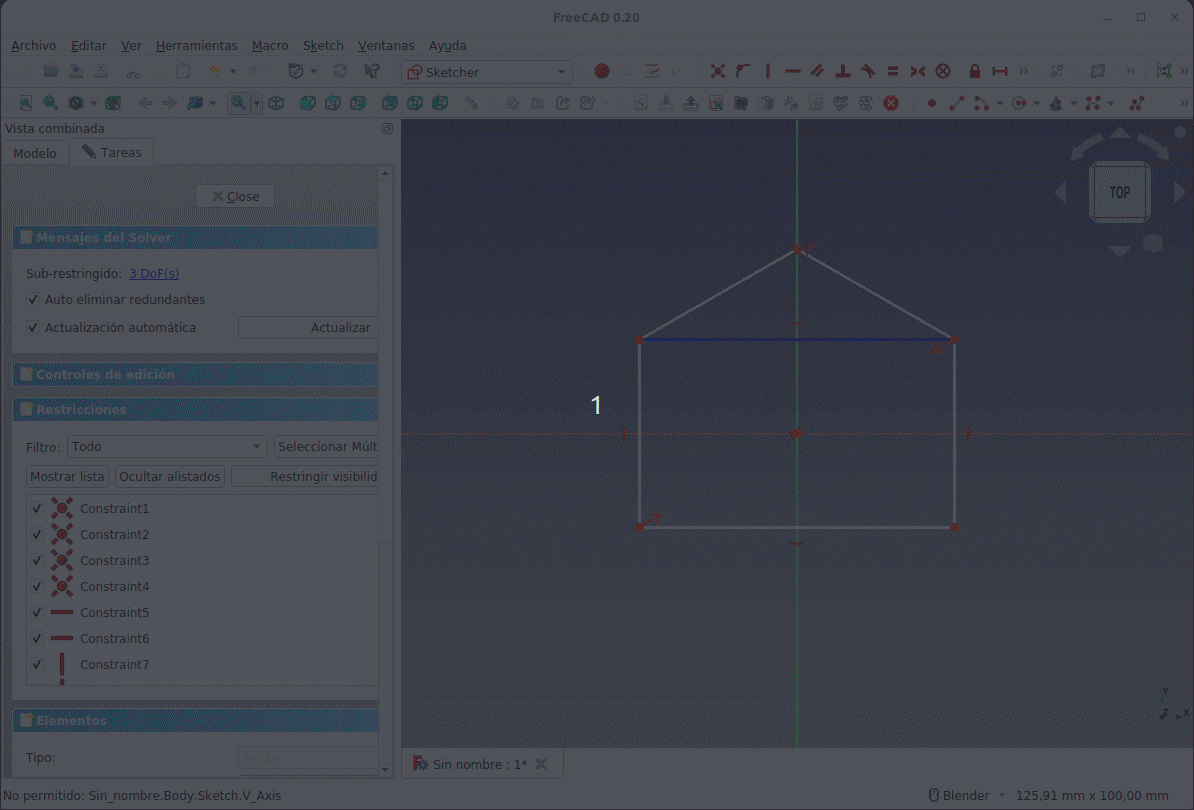 FreeCAD 0.20
Archivo Editar Ver Herramientas Macro Sketch Ventanas Ayuda
Sketcher
Vista combinada
Modelo Tareas
Close
TOP
Mensajes del Solver
Sub-restringido: 3 DoF(s)
Auto eliminar redundantes
Actualización automática Actualizar
Controles de edición
Restricciones
1
Filtro: Todo Seleccionar Múlt
Mostrar lista Ocultar alistados Restringir visibilid
Constraint1
Constraint2
Constraint3
Constraint4
Constraint5
Constraint6
Constraint7
Y
Z X
Elementos
Tipo: Arista
Sin nombre : 1*
No permitido: Sin_nombre.Body.Sketch.V_Axis Blender 125,91 mm x 100,00 mm